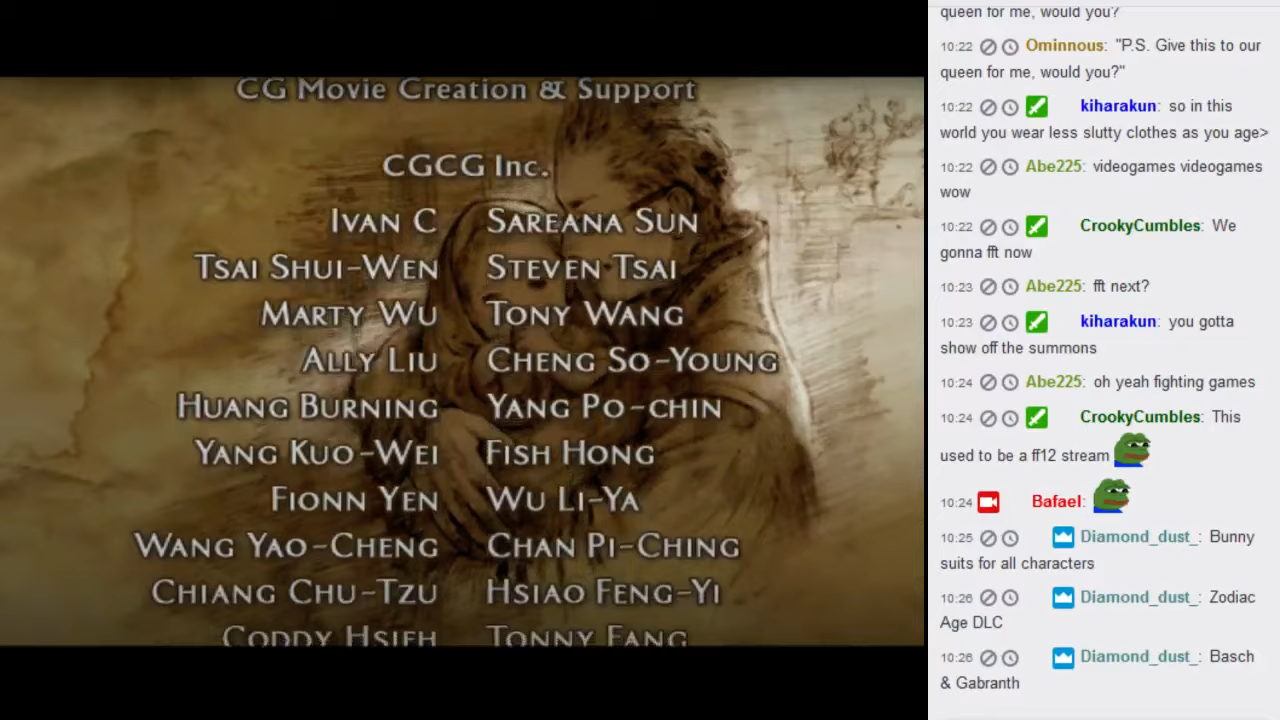 CG Movie Creation & Support
CGCG Inc.
Ivan C Sareana Sun
Tsai Shui-Wen Steven Tsai
Marty Wu Tony Wang
Ally Liu Cheng So-Young
Huang Burning Yang Po-chin
Yang Kuo-Wei Fish Hong
Fionn Yen Wu Li-Ya
Wang Yao-Cheng Chan Pi-Ching
Chiang Chu-Tzu Hsiao Feng-Yi
Coddy Hsieh Tonny Fang
queen for me, would you?
10:22 Ominnous: "P.S. Give this to our
queen for me, would you?"
10:22 kiharakun: so in this
world you wear less slutty clothes as you age>
10:22 Abe225: videogames videogames
wow
10:22 CrookyCumbles: We
gonna fft now
10:23 Abe225: fft next?
10:23 kiharakun: you gotta
show off the summons
10:24 Abe225: oh yeah fighting games
10:24 CrookyCumbles: This
used to be a ff12 stream
10:24 Bafael:
10:25 Diamond_dust_: Bunny
suits for all characters
10:26 Diamond_dust_: Zodiac
Age DLC
10:26 Diamond_dust_: Basch
& Gabranth